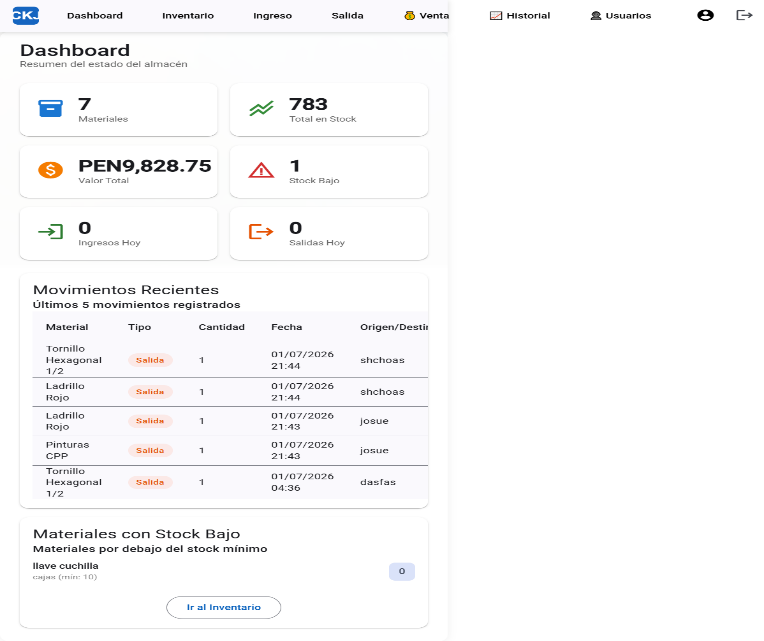 CKJ
Dashboard Inventario Ingreso Salida Venta Historial Usuarios
Dashboard
Resumen del estado del almacén
7
Materiales
783
Total en Stock
PEN9,828.75
Valor Total
1
Stock Bajo
0
Ingresos Hoy
0
Salidas Hoy
Movimientos Recientes
Últimos 5 movimientos registrados
Material Tipo Cantidad Fecha Origen/Destin
Tornillo
Hexagonal
1/2
Salida 1 01/07/2026
21:44
shchoas
Ladrillo
Rojo
Salida 1 01/07/2026
21:44
shchoas
Ladrillo
Rojo
Salida 1 01/07/2026
21:43
josue
Pinturas
CPP
Salida 1 01/07/2026
21:43
josue
Tornillo
Hexagonal
1/2
Salida 1 01/07/2026
04:36
dasfas
Materiales con Stock Bajo
Materiales por debajo del stock mínimo
llave cuchilla
cajas (min: 10)
0
Ir al Inventario